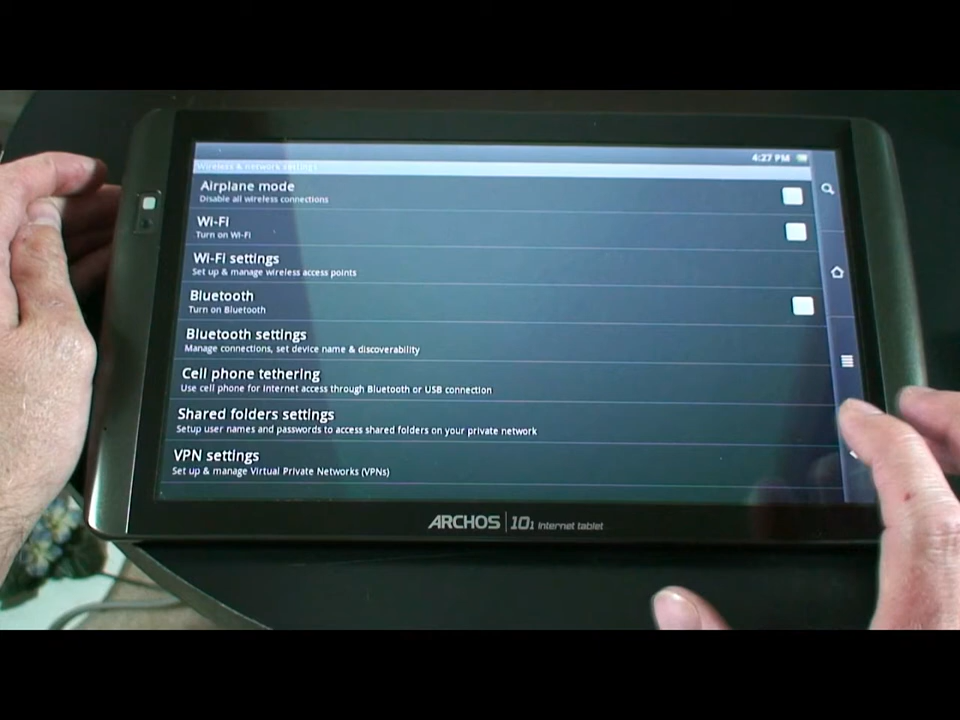 4:27 PM
Wireless & network settings
Airplane mode
Disable all wireless connections
Wi-Fi
Turn on Wi-Fi
Wi-Fi settings
Set up & manage wireless access points
Bluetooth
Turn on Bluetooth
Bluetooth settings
Manage connections, set device name & discoverability
Cell phone tethering
Use cell phone for Internet access through Bluetooth or USB connection
Shared folders settings
Setup user names and passwords to access shared folders on your private network
VPN settings
Set up & manage Virtual Private Networks (VPNs)
ARCHOS 101 internet tablet